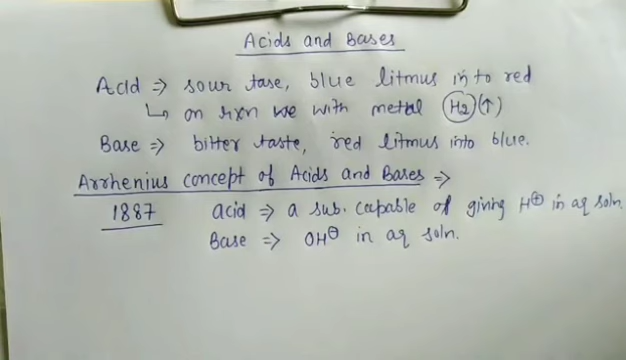 Acids and Bases
Acid => sour tase, blue litmus in to red
↳ on rxn we with metal H2(↑)
Base => bitter taste, red litmus into blue.
Arrhenius concept of Acids and Bases =>
1887 acid => a sub. capable of giving H⊕ in aq soln.
Base => OH⊖ in aq soln.